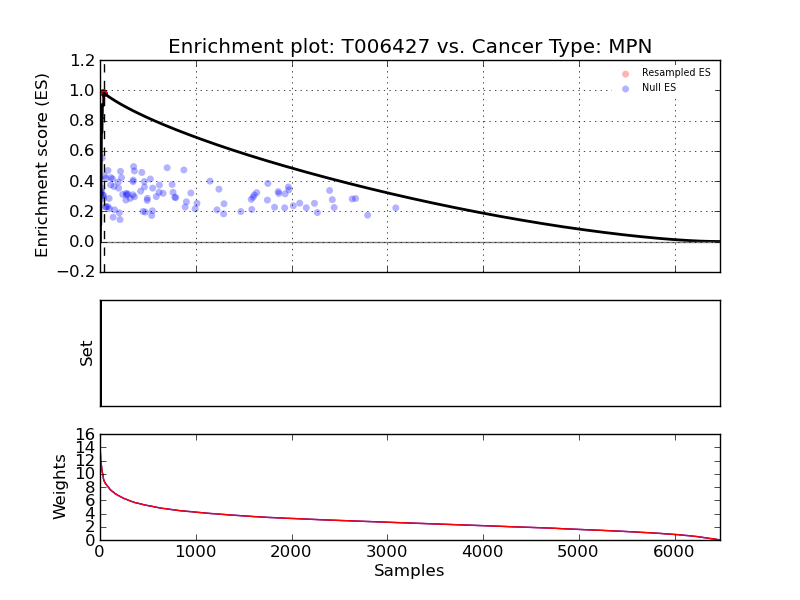 Enrichment plot: T006427 vs. Cancer Type: MPN
Enrichment score (ES)
1.2
1.0
0.8
0.6
0.4
0.2
0.0
−0.2
Resampled ES
Null ES
Set
Weights
16
14
12
10
8
6
4
2
0
0 1000 2000 3000 4000 5000 6000
Samples